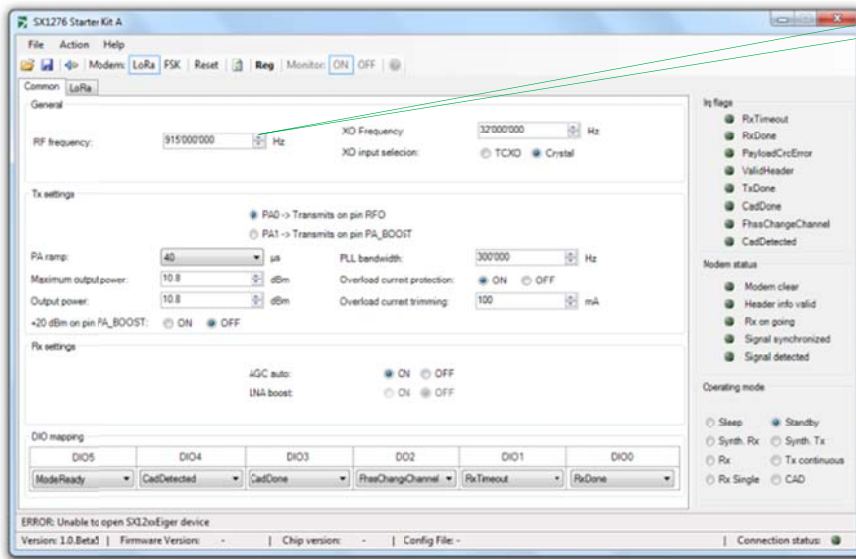 SX1276 Starter Kit A
File Action Help
Modem: LoRa FSK Reset Reg Monitor: ON OFF
Common LoRa
General
RF frequency: 915'000'000 Hz
XO Frequency 32'000'000 Hz
XO input selecion: TCXO Crystal
Tx settings
PA0 -> Transmits on pin RFO
PA1 -> Transmits on pin PA_BOOST
PA ramp: 40 µs PLL bandwidth: 300'000 Hz
Maximum output power: 10.8 dBm Overload current protection: ON OFF
Output power: 10.8 dBm Overload current trimming: 100 mA
+20 dBm on pin PA_BOOST: ON OFF
Rx settings
AGC auto: ON OFF
LNA boost: ON OFF
DIO mapping
DIO5 DIO4 DIO3 DO2 DIO1 DIO0
ModeReady CadDetected CadDone FhssChangChannel RxTimeout RxDone
Irq flags
RxTimeout
RxDone
PayloadCrcError
ValidHeader
TxDone
CadDone
FhssChangeChannel
CadDetected
Nodem status
Modem clear
Header info valid
Rx on going
Signal synchronized
Signal detected
Operating mode
Sleep Standby
Synth. Rx Synth. Tx
Rx Tx continuous
Rx Single CAD
ERROR: Unable to open SX12xxEiger device
Version: 1.0.Beta3 | Firmware Version: - | Chip version: - | Config File: - | Connection status: